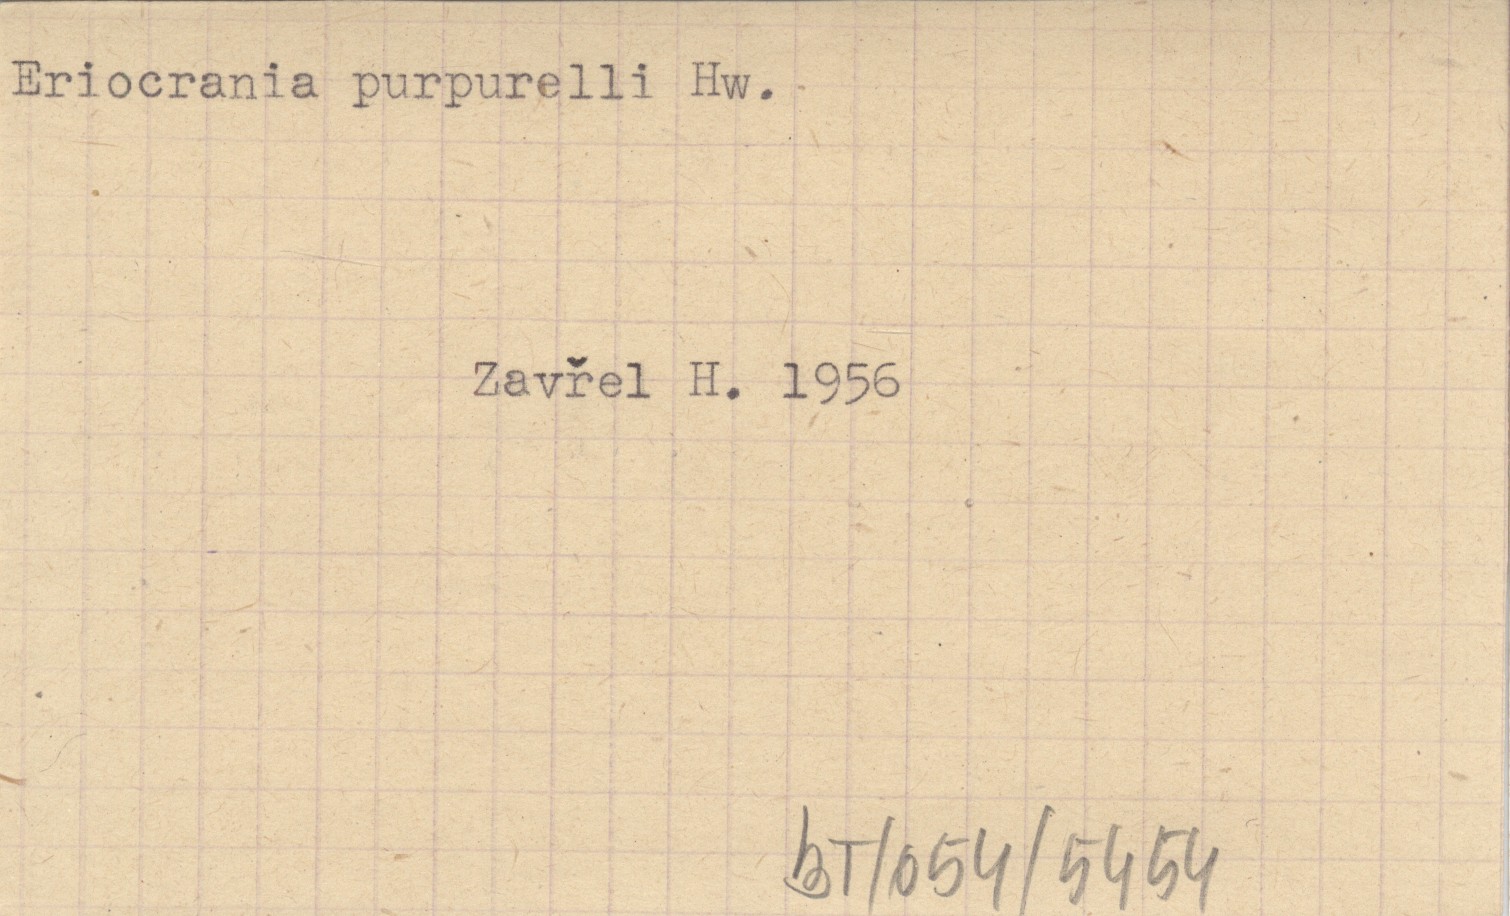 Eriocrania purpurelli Hw.
Zavřel H. 1956
bT/054/5454